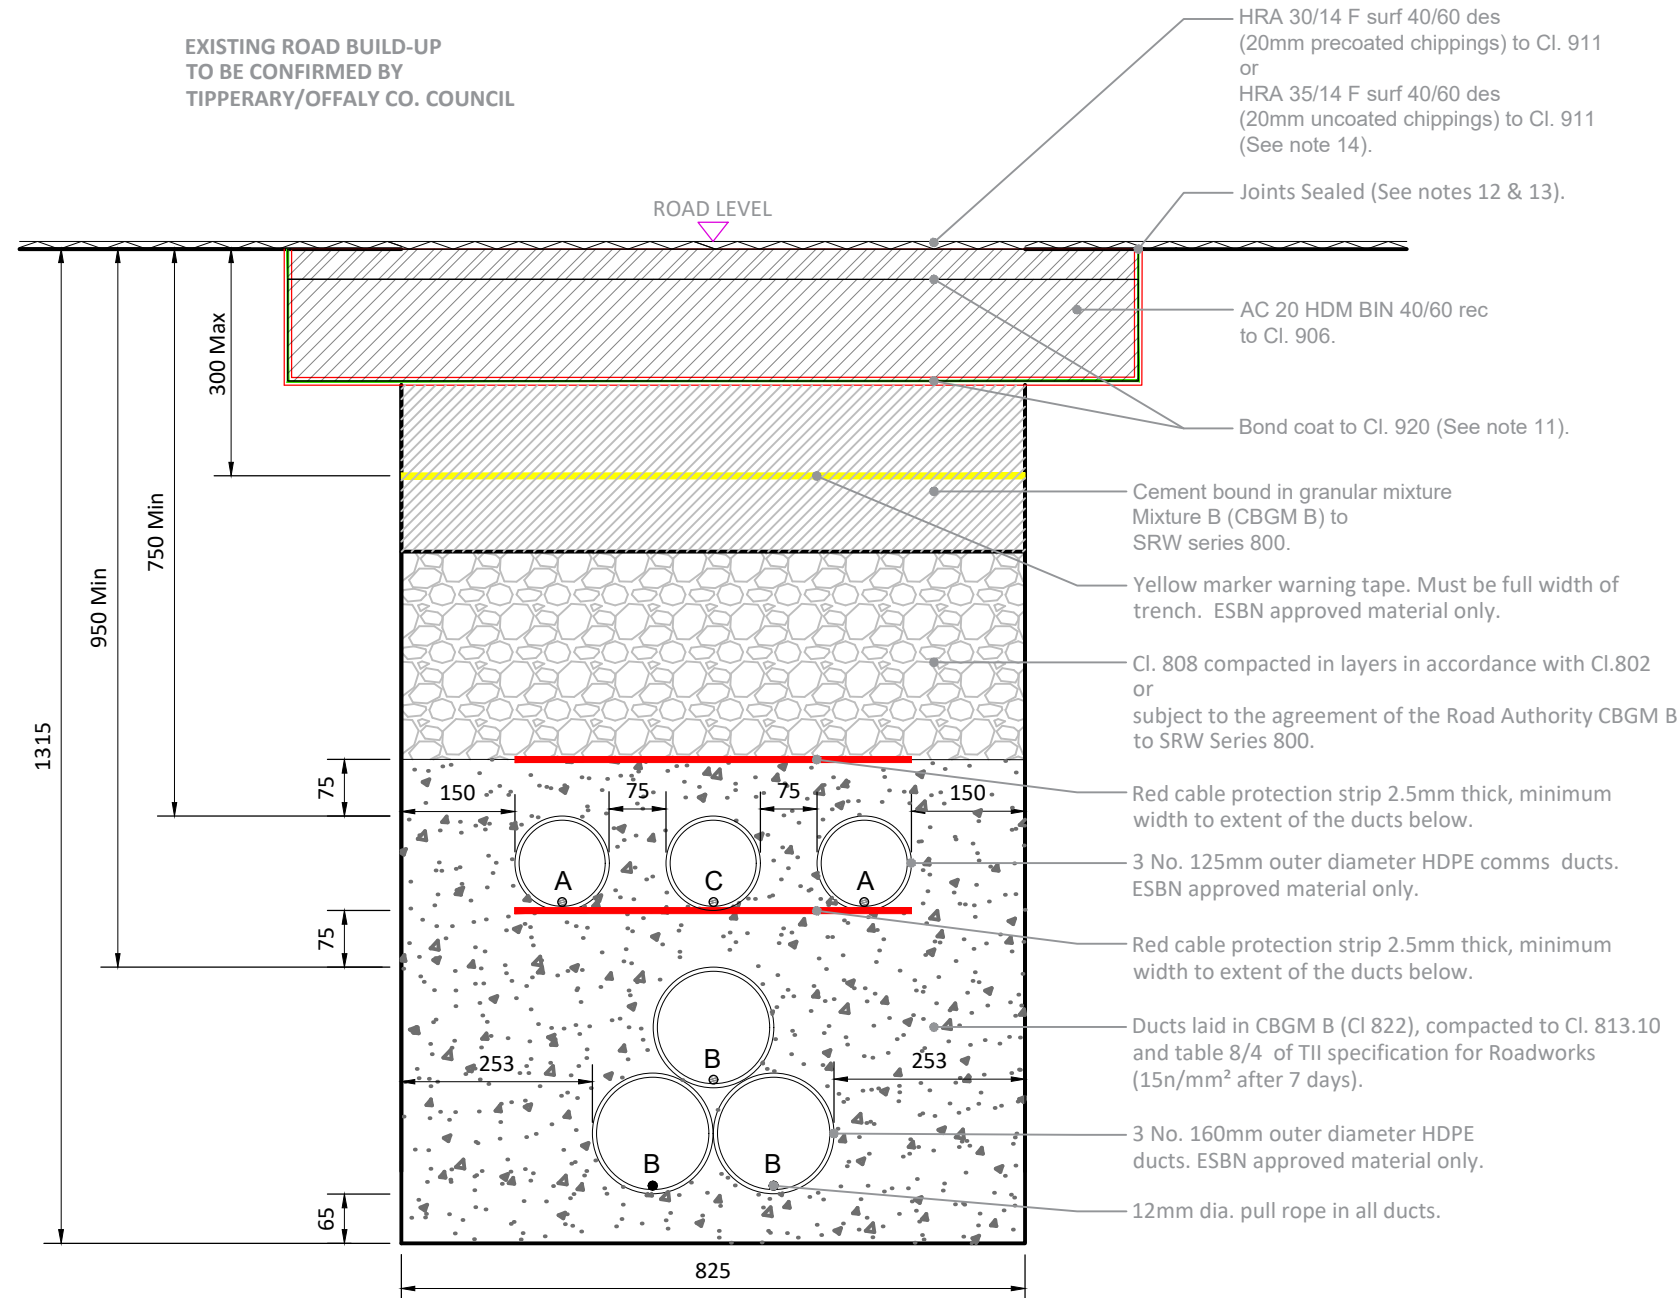 EXISTING ROAD BUILD-UP
TO BE CONFIRMED BY
TIPPERARY/OFFALY CO. COUNCIL
HRA 30/14 F surf 40/60 des
(20mm precoated chippings) to Cl. 911
or
HRA 35/14 F surf 40/60 des
(20mm uncoated chippings) to Cl. 911
(See note 14).
Joints Sealed (See notes 12 & 13).
ROAD LEVEL
AC 20 HDM BIN 40/60 rec
to Cl. 906.
Bond coat to Cl. 920 (See note 11).
Cement bound in granular mixture
Mixture B (CBGM B) to
SRW series 800.
Yellow marker warning tape. Must be full width of
trench. ESBN approved material only.
Cl. 808 compacted in layers in accordance with Cl.802
or
subject to the agreement of the Road Authority CBGM B
to SRW Series 800.
Red cable protection strip 2.5mm thick, minimum
width to extent of the ducts below.
3 No. 125mm outer diameter HDPE comms ducts.
ESBN approved material only.
Red cable protection strip 2.5mm thick, minimum
width to extent of the ducts below.
Ducts laid in CBGM B (Cl 822), compacted to Cl. 813.10
and table 8/4 of TII specification for Roadworks
(15n/mm² after 7 days).
3 No. 160mm outer diameter HDPE
ducts. ESBN approved material only.
12mm dia. pull rope in all ducts.
300 Max
750 Min
950 Min
1315
75
150
75
75
150
A
C
A
75
253
B
253
B
B
65
825